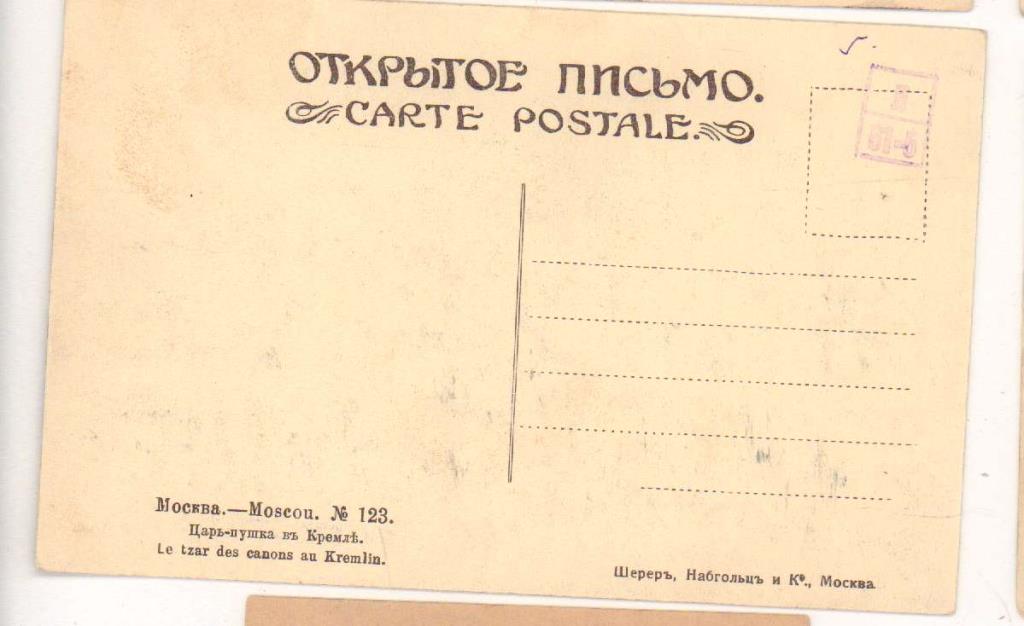 ОТКРЫТОЕ ПИСЬМО.
CARTE POSTALE.
Москва.—Moscou. № 123.
Царь-пушка въ Кремлѣ.
Le tzar des canons au Kremlin.
Шереръ, Набгольцъ и Ко., Москва